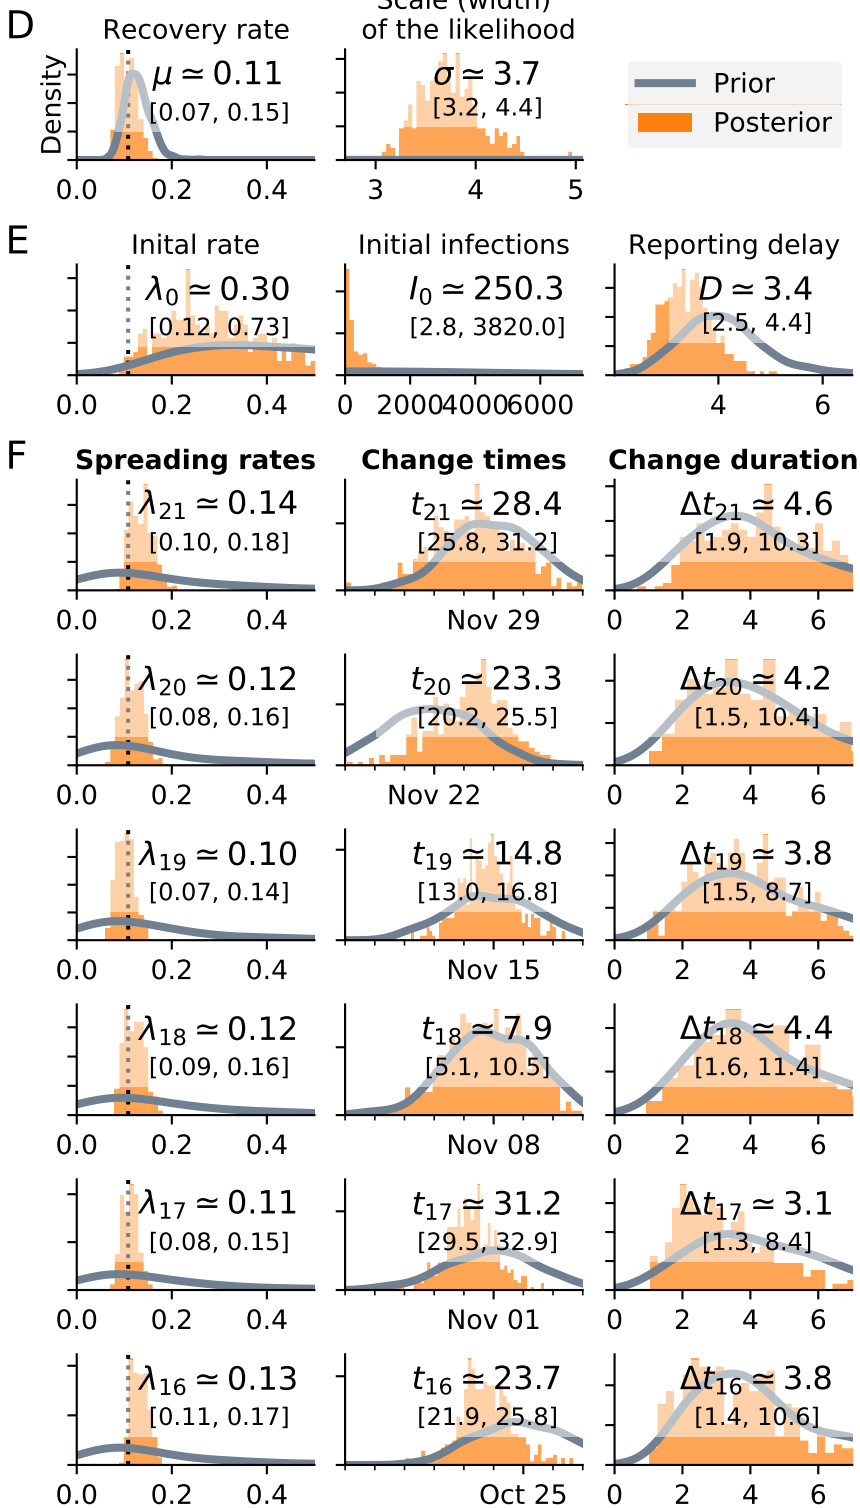 D
Recovery rate
Scale (width)
of the likelihood
Density
μ ≃ 0.11
[0.07, 0.15]
σ ≃ 3.7
[3.2, 4.4]
Prior
Posterior
0.0 0.2 0.4
3 4 5
E
Inital rate
Initial infections
Reporting delay
λ0 ≃ 0.30
[0.12, 0.73]
I0 ≃ 250.3
[2.8, 3820.0]
D ≃ 3.4
[2.5, 4.4]
0.0 0.2 0.4
0 2000 4000 6000
4 6
F
Spreading rates
Change times
Change duration
λ21 ≃ 0.14
[0.10, 0.18]
t21 ≃ 28.4
[25.8, 31.2]
Δt21 ≃ 4.6
[1.9, 10.3]
0.0 0.2 0.4
Nov 29
0 2 4 6
λ20 ≃ 0.12
[0.08, 0.16]
t20 ≃ 23.3
[20.2, 25.5]
Δt20 ≃ 4.2
[1.5, 10.4]
0.0 0.2 0.4
Nov 22
0 2 4 6
λ19 ≃ 0.10
[0.07, 0.14]
t19 ≃ 14.8
[13.0, 16.8]
Δt19 ≃ 3.8
[1.5, 8.7]
0.0 0.2 0.4
Nov 15
0 2 4 6
λ18 ≃ 0.12
[0.09, 0.16]
t18 ≃ 7.9
[5.1, 10.5]
Δt18 ≃ 4.4
[1.6, 11.4]
0.0 0.2 0.4
Nov 08
0 2 4 6
λ17 ≃ 0.11
[0.08, 0.15]
t17 ≃ 31.2
[29.5, 32.9]
Δt17 ≃ 3.1
[1.3, 8.4]
0.0 0.2 0.4
Nov 01
0 2 4 6
λ16 ≃ 0.13
[0.11, 0.17]
t16 ≃ 23.7
[21.9, 25.8]
Δt16 ≃ 3.8
[1.4, 10.6]
0.0 0.2 0.4
Oct 25
0 2 4 6